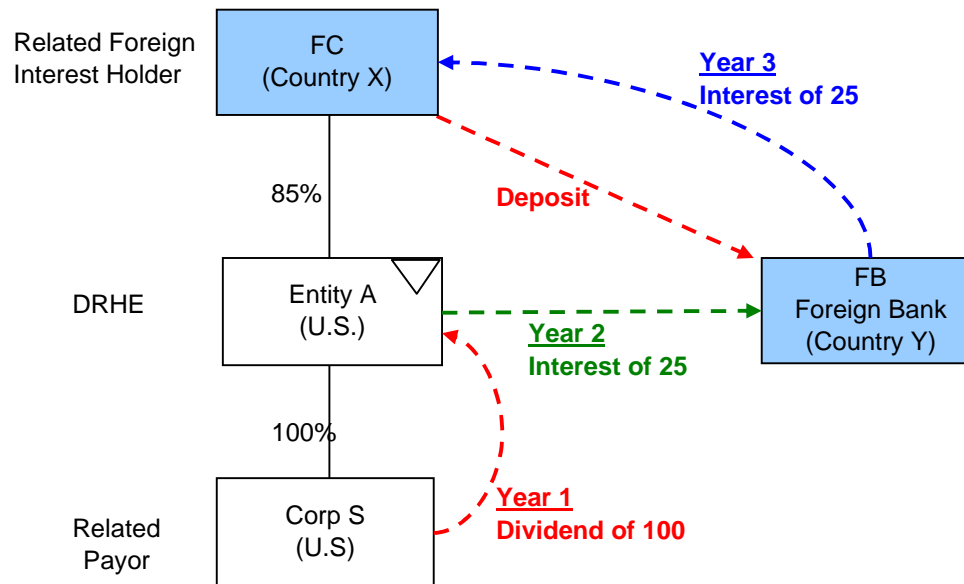 Related Foreign
Interest Holder
FC
(Country X)
Year 3
Interest of 25
85%
Deposit
DRHE
Entity A
(U.S.)
FB
Foreign Bank
(Country Y)
Year 2
Interest of 25
100%
Related
Payor
Corp S
(U.S)
Year 1
Dividend of 100